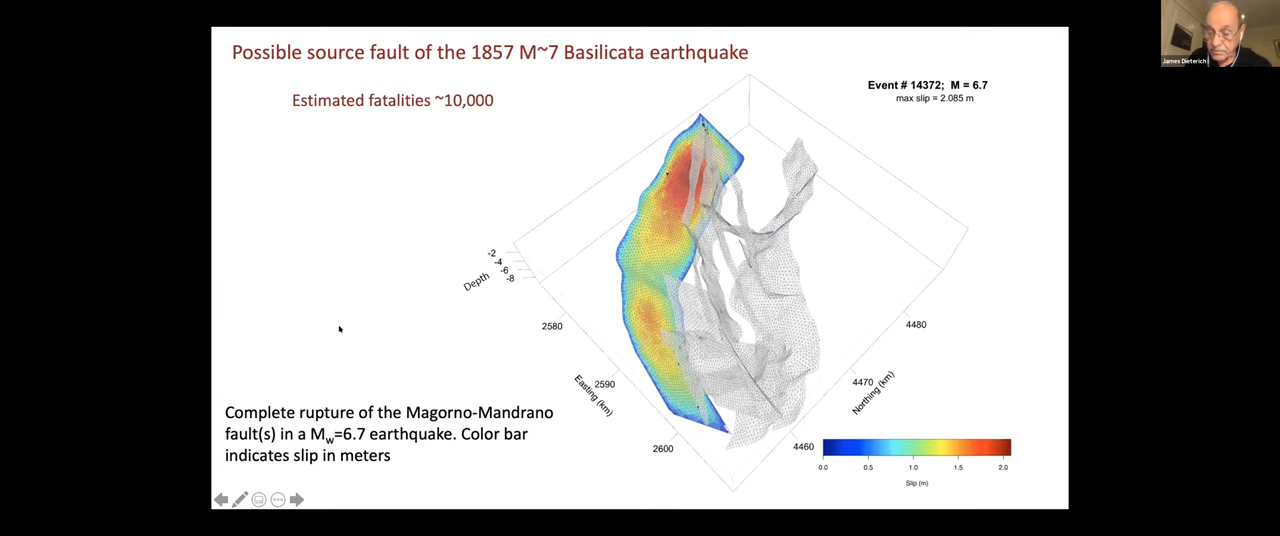 Possible source fault of the 1857 M~7 Basilicata earthquake
Estimated fatalities ~10,000
Event # 14372; M = 6.7
max slip = 2.085 m
James Dieterich
-2
-4
-6
-8
Depth
2580
2590
2600
Easting (km)
4480
4470
4460
Northing (km)
Complete rupture of the Magorno-Mandrano
fault(s) in a Mw=6.7 earthquake. Color bar
indicates slip in meters
0.0 0.5 1.0 1.5 2.0
Slip (m)